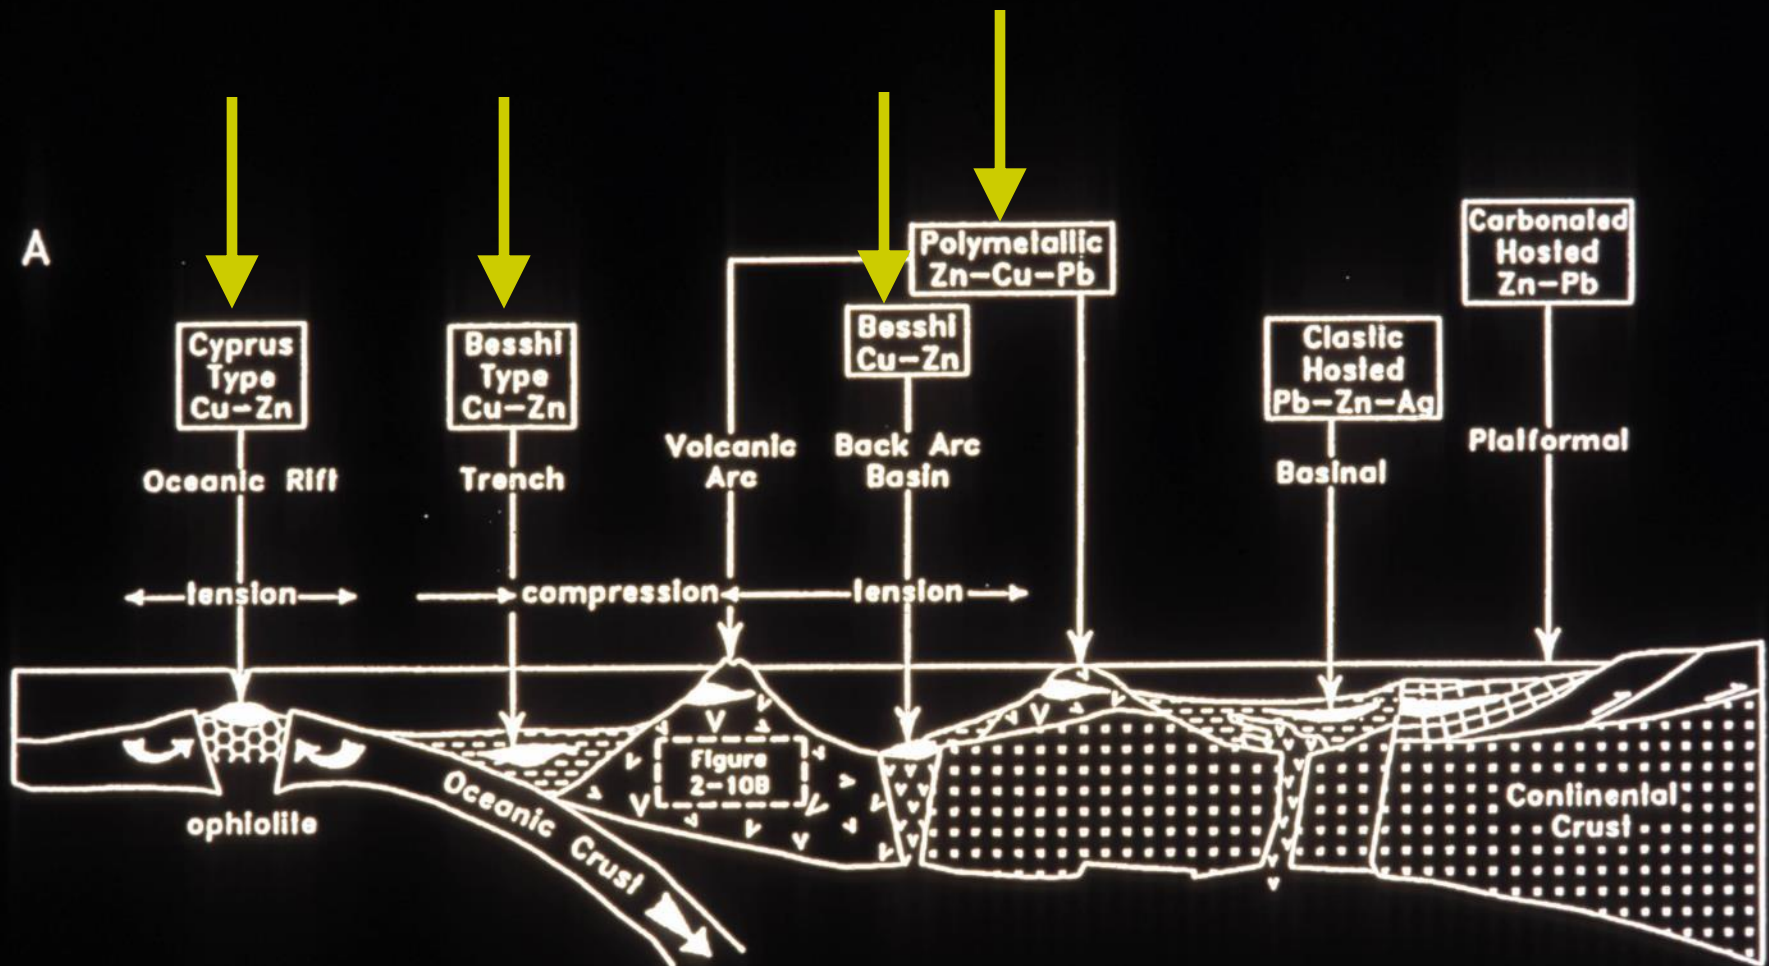 A
Cyprus
Type
Cu-Zn
Besshi
Type
Cu-Zn
Polymetallic
Zn-Cu-Pb
Besshi
Cu-Zn
Clastic
Hosted
Pb-Zn-Ag
Carbonated
Hosted
Zn-Pb
Oceanic Rift
Trench
Volcanic
Arc
Back Arc
Basin
Basinal
Platformal
tension
compression
tension
ophiolite
Oceanic Crust
Figure
2-10B
Continental
Crust